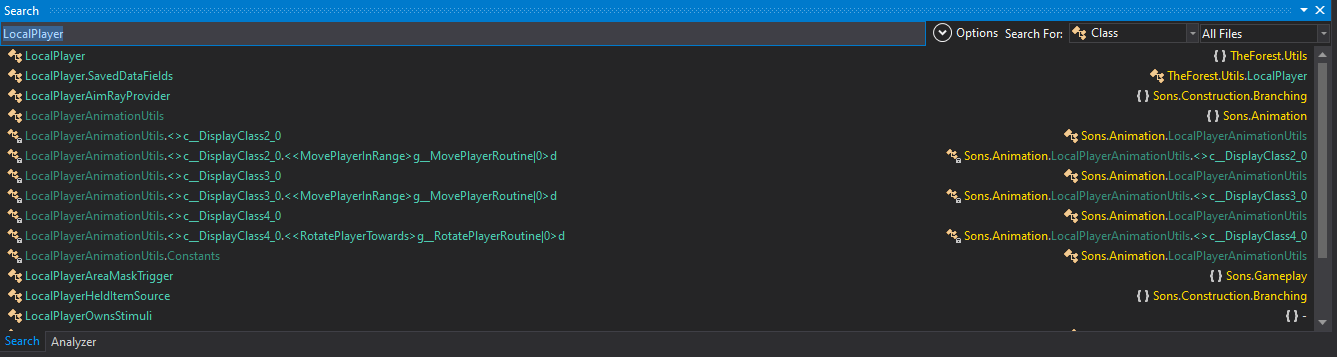 Search
LocalPlayer Options Search For: Class All Files
LocalPlayer { } TheForest.Utils
LocalPlayer.SavedDataFields TheForest.Utils.LocalPlayer
LocalPlayerAimRayProvider { } Sons.Construction.Branching
LocalPlayerAnimationUtils { } Sons.Animation
LocalPlayerAnimationUtils.<>c__DisplayClass2_0 Sons.Animation.LocalPlayerAnimationUtils
LocalPlayerAnimationUtils.<>c__DisplayClass2_0.<<MovePlayerInRange>g__MovePlayerRoutine|0>d Sons.Animation.LocalPlayerAnimationUtils.<>c__DisplayClass2_0
LocalPlayerAnimationUtils.<>c__DisplayClass3_0 Sons.Animation.LocalPlayerAnimationUtils
LocalPlayerAnimationUtils.<>c__DisplayClass3_0.<<MovePlayerInRange>g__MovePlayerRoutine|0>d Sons.Animation.LocalPlayerAnimationUtils.<>c__DisplayClass3_0
LocalPlayerAnimationUtils.<>c__DisplayClass4_0 Sons.Animation.LocalPlayerAnimationUtils
LocalPlayerAnimationUtils.<>c__DisplayClass4_0.<<RotatePlayerTowards>g__RotatePlayerRoutine|0>d Sons.Animation.LocalPlayerAnimationUtils.<>c__DisplayClass4_0
LocalPlayerAnimationUtils.Constants Sons.Animation.LocalPlayerAnimationUtils
LocalPlayerAreaMaskTrigger { } Sons.Gameplay
LocalPlayerHeldItemSource { } Sons.Construction.Branching
LocalPlayerOwnsStimuli { } -
Search Analyzer